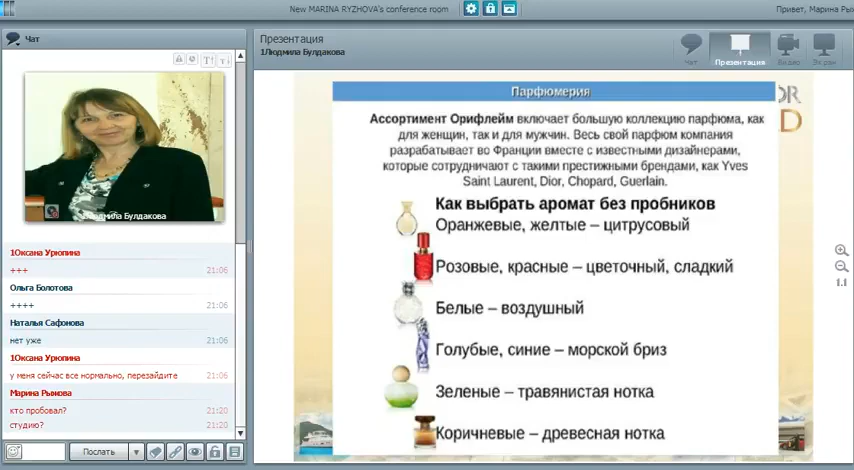 New MARINA RYZHOVA's conference room
Привет, Марина Рыж
Чат
Людмила Булдакова
1Оксана Урюпина
+++ 21:06
Ольга Болотова
++++ 21:06
Наталья Сафонова
нет уже 21:06
1Оксана Урюпина
у меня сейчас все нормально, перезайдите 21:06
Марина Рыжова
кто пробовал? 21:20
студию? 21:20
Послать
Презентация
1Людмила Булдакова
Чат
Презентация
Видео
Экран
Парфюмерия
Ассортимент Орифлейм включает большую коллекцию парфюма, как
для женщин, так и для мужчин. Весь свой парфюм компания
разрабатывает во Франции вместе с известными дизайнерами,
которые сотрудничают с такими престижными брендами, как Yves
Saint Laurent, Dior, Chopard, Guerlain.
Как выбрать аромат без пробников
Оранжевые, желтые – цитрусовый
Розовые, красные – цветочный, сладкий
Белые – воздушный
Голубые, синие – морской бриз
Зеленые – травянистая нотка
Коричневые – древесная нотка
1:1